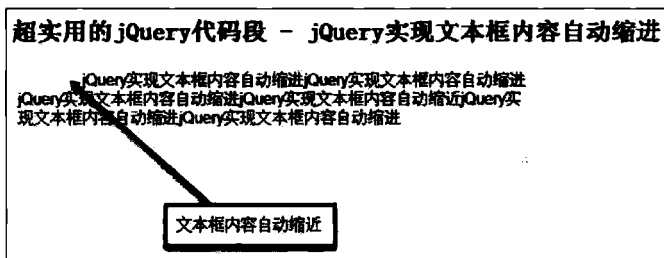 超实用的jQuery代码段 - jQuery实现文本框内容自动缩进
jQuery实现文本框内容自动缩进jQuery实现文本框内容自动缩进
jQuery实现文本框内容自动缩进jQuery实现文本框内容自动缩近jQuery实
现文本框内容自动缩进jQuery实现文本框内容自动缩进
文本框内容自动缩近